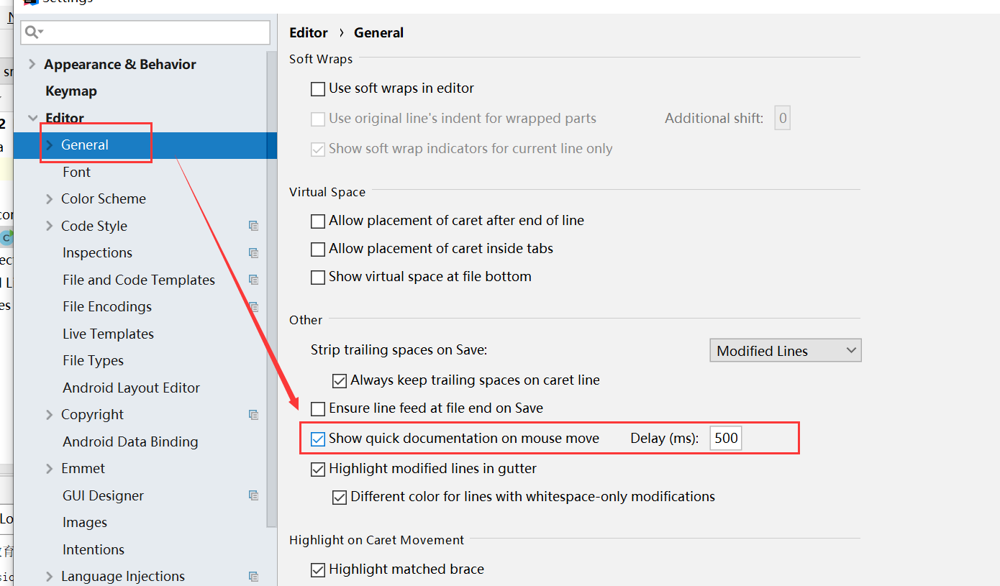 Settings
Appearance & Behavior
Keymap
Editor
General
Font
Color Scheme
Code Style
Inspections
File and Code Templates
File Encodings
Live Templates
File Types
Android Layout Editor
Copyright
Android Data Binding
Emmet
GUI Designer
Images
Intentions
Language Injections
Editor › General
Soft Wraps
Use soft wraps in editor
Use original line's indent for wrapped parts Additional shift: 0
Show soft wrap indicators for current line only
Virtual Space
Allow placement of caret after end of line
Allow placement of caret inside tabs
Show virtual space at file bottom
Other
Strip trailing spaces on Save: Modified Lines
Always keep trailing spaces on caret line
Ensure line feed at file end on Save
Show quick documentation on mouse move Delay (ms): 500
Highlight modified lines in gutter
Different color for lines with whitespace-only modifications
Highlight on Caret Movement
Highlight matched brace